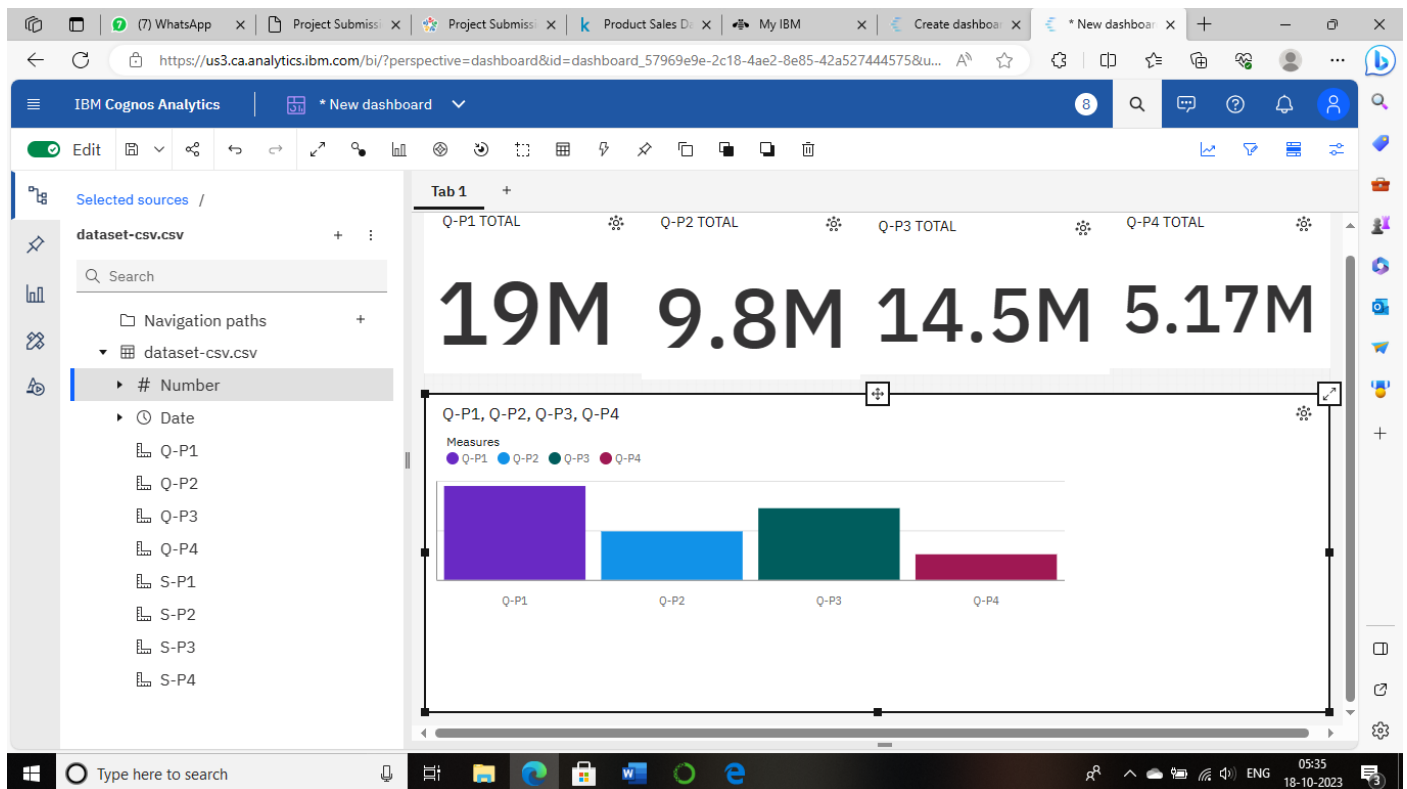 (7) WhatsApp
Project Submissi
Project Submissi
Product Sales Da
My IBM
Create dashboar
* New dashboar
https://us3.ca.analytics.ibm.com/bi/?perspective=dashboard&id=dashboard_57969e9e-2c18-4ae2-8e85-42a527444575&u...
IBM Cognos Analytics
* New dashboard
8
Edit
Selected sources /
dataset-csv.csv
Search
Navigation paths
dataset-csv.csv
# Number
Date
Q-P1
Q-P2
Q-P3
Q-P4
S-P1
S-P2
S-P3
S-P4
Tab 1 +
Q-P1 TOTAL
Q-P2 TOTAL
Q-P3 TOTAL
Q-P4 TOTAL
19M
9.8M
14.5M
5.17M
Q-P1, Q-P2, Q-P3, Q-P4
Measures
Q-P1 Q-P2 Q-P3 Q-P4
Q-P1 Q-P2 Q-P3 Q-P4
Type here to search
ENG
05:35
18-10-2023
3